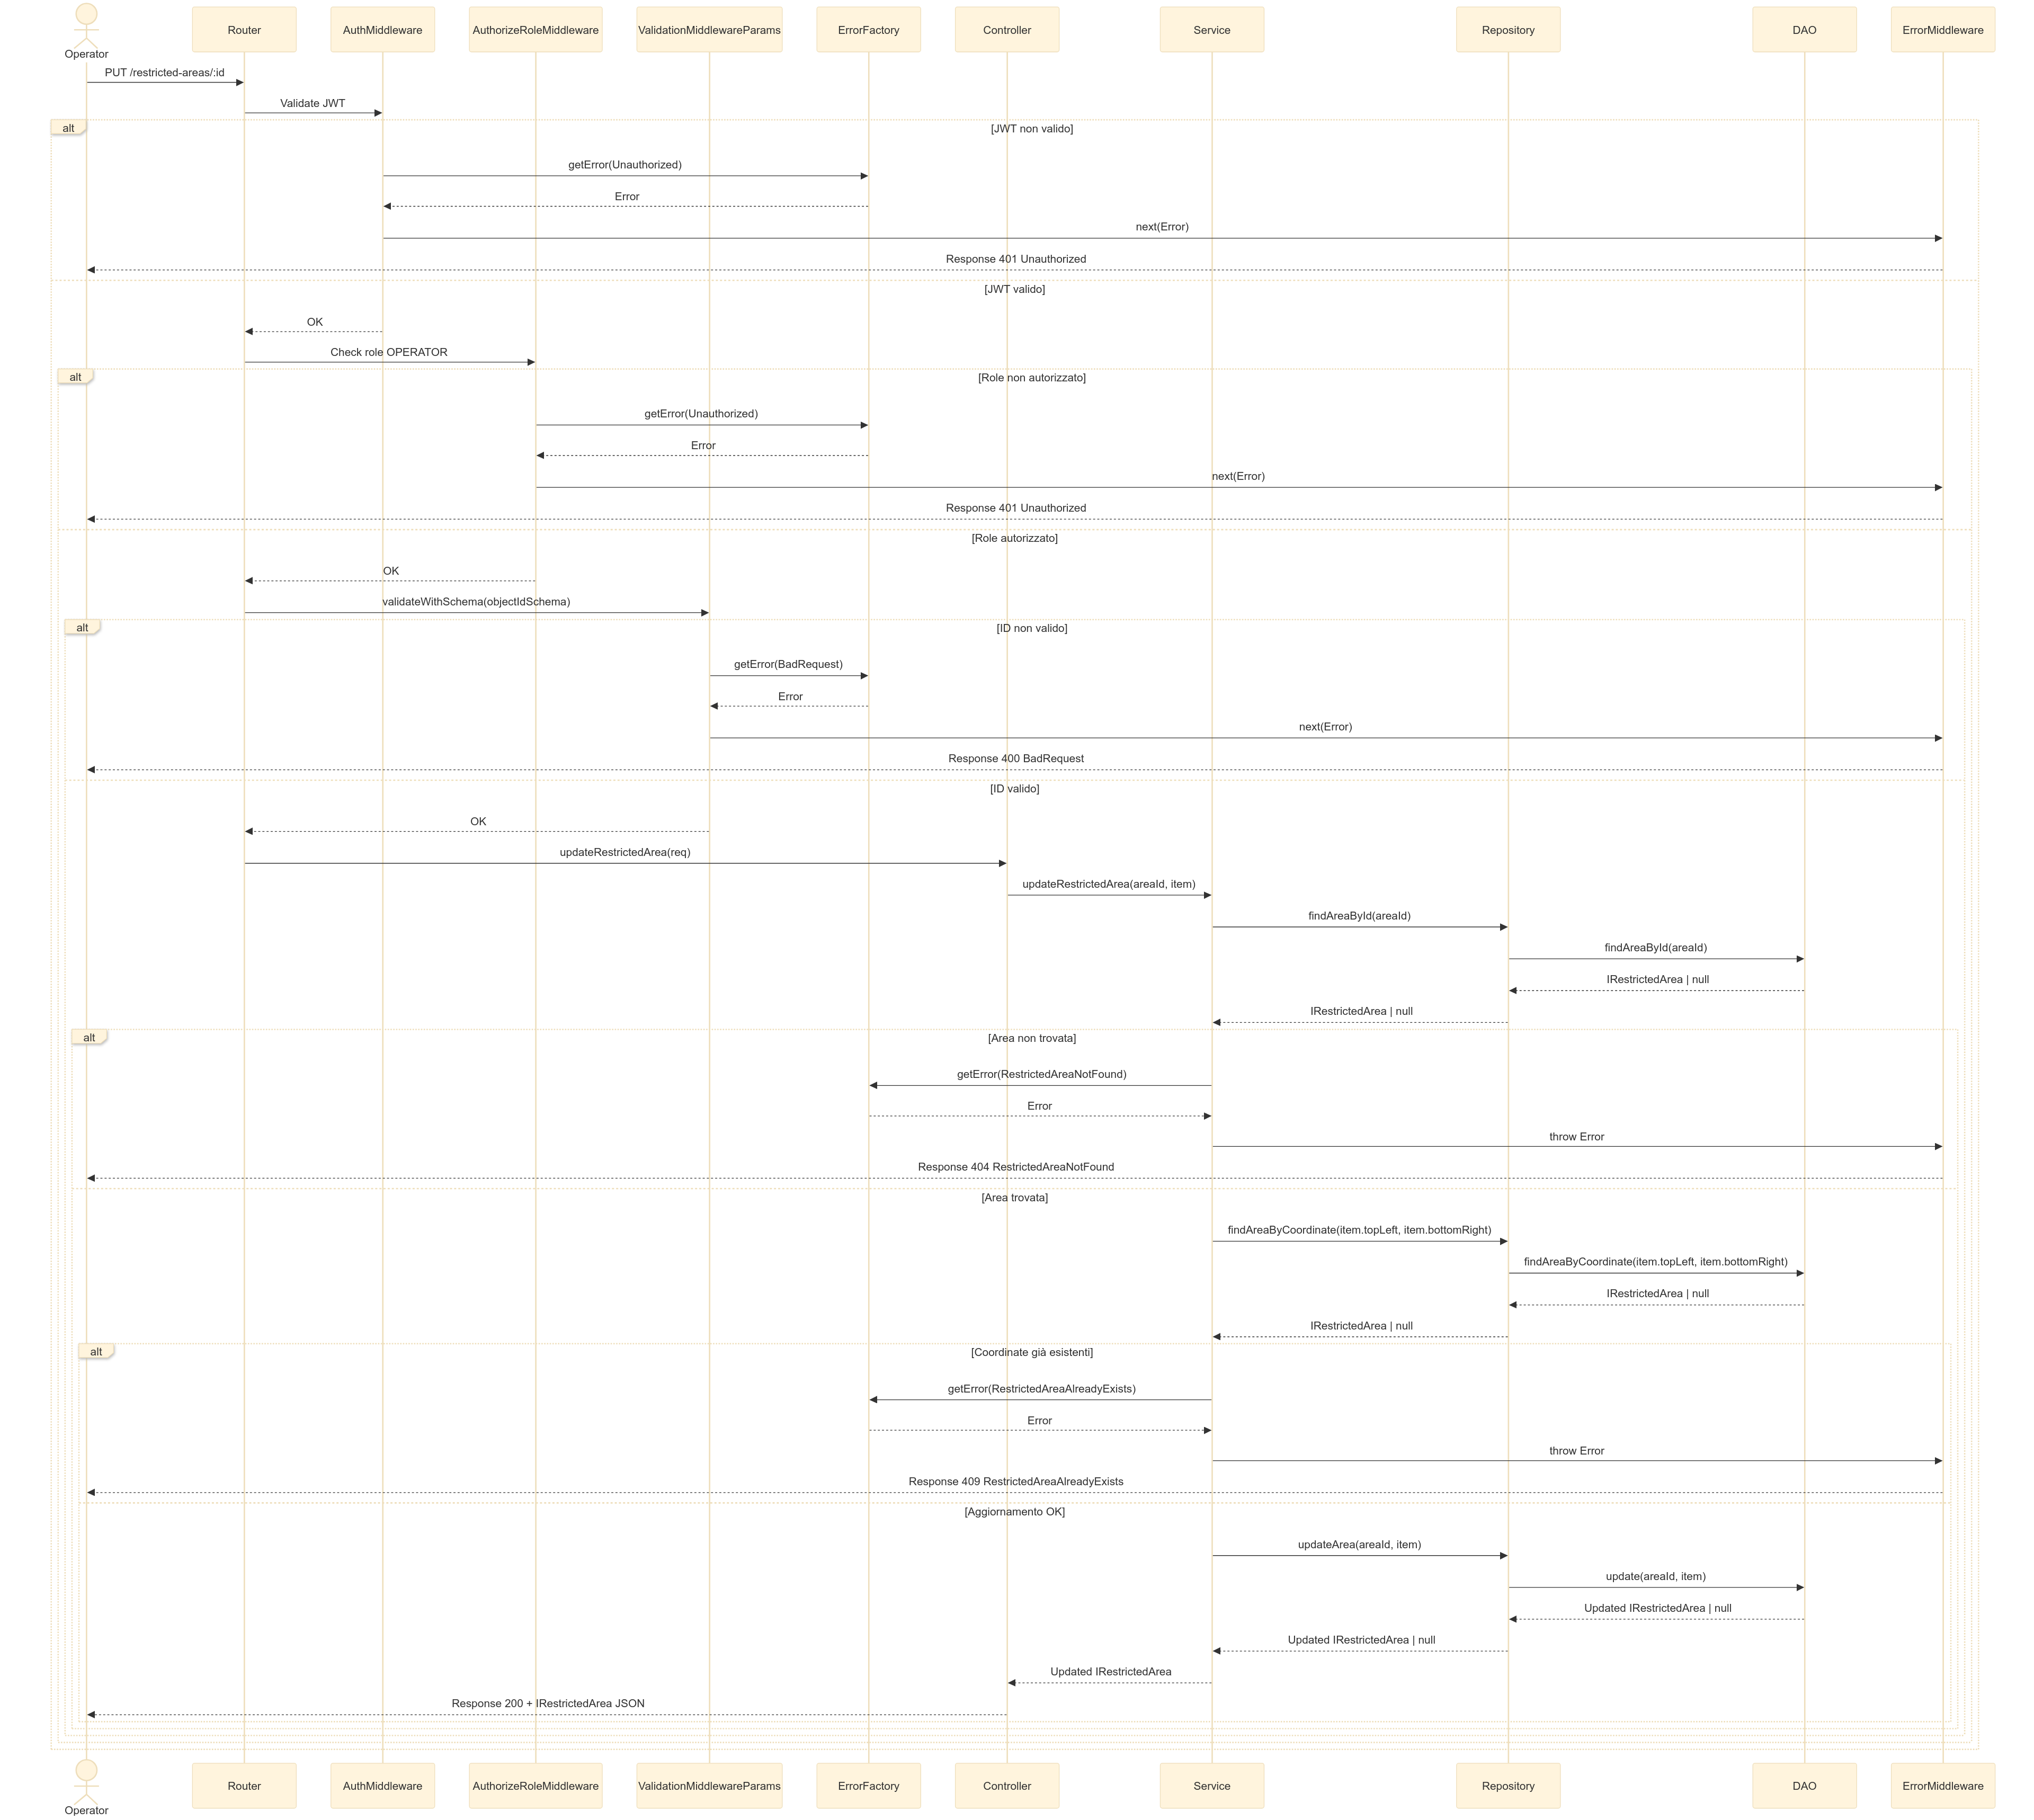 Operator
Router
AuthMiddleware
AuthorizeRoleMiddleware
ValidationMiddlewareParams
ErrorFactory
Controller
Service
Repository
DAO
ErrorMiddleware
PUT /restricted-areas/:id
Validate JWT
alt
[JWT non valido]
getError(Unauthorized)
Error
next(Error)
Response 401 Unauthorized
[JWT valido]
OK
Check role OPERATOR
alt
[Role non autorizzato]
getError(Unauthorized)
Error
next(Error)
Response 401 Unauthorized
[Role autorizzato]
OK
validateWithSchema(objectIdSchema)
alt
[ID non valido]
getError(BadRequest)
Error
next(Error)
Response 400 BadRequest
[ID valido]
OK
updateRestrictedArea(req)
updateRestrictedArea(areaId, item)
findAreaById(areaId)
findAreaById(areaId)
IRestrictedArea | null
IRestrictedArea | null
alt
[Area non trovata]
getError(RestrictedAreaNotFound)
Error
throw Error
Response 404 RestrictedAreaNotFound
[Area trovata]
findAreaByCoordinate(item.topLeft, item.bottomRight)
findAreaByCoordinate(item.topLeft, item.bottomRight)
IRestrictedArea | null
IRestrictedArea | null
alt
[Coordinate già esistenti]
getError(RestrictedAreaAlreadyExists)
Error
throw Error
Response 409 RestrictedAreaAlreadyExists
[Aggiornamento OK]
updateArea(areaId, item)
update(areaId, item)
Updated IRestrictedArea | null
Updated IRestrictedArea | null
Updated IRestrictedArea
Response 200 + IRestrictedArea JSON
Operator
Router
AuthMiddleware
AuthorizeRoleMiddleware
ValidationMiddlewareParams
ErrorFactory
Controller
Service
Repository
DAO
ErrorMiddleware